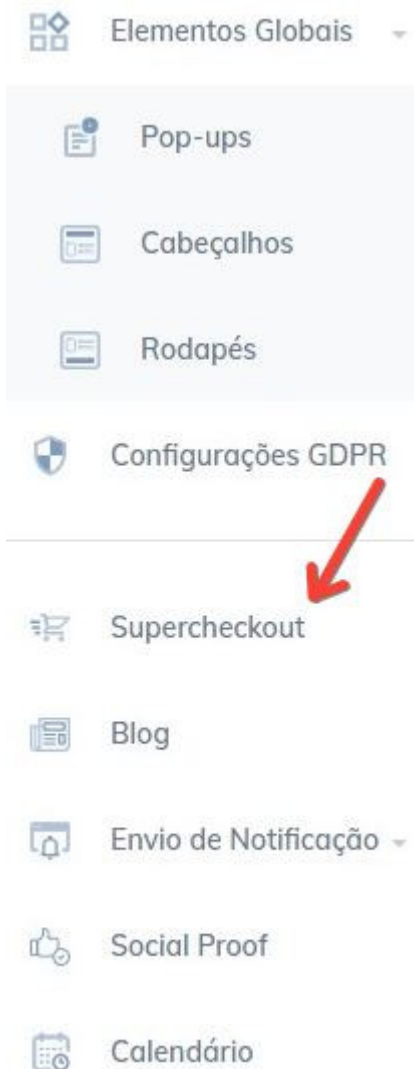 Elementos Globais
Pop-ups
Cabeçalhos
Rodapés
Configurações GDPR
Supercheckout
Blog
Envio de Notificação
Social Proof
Calendário